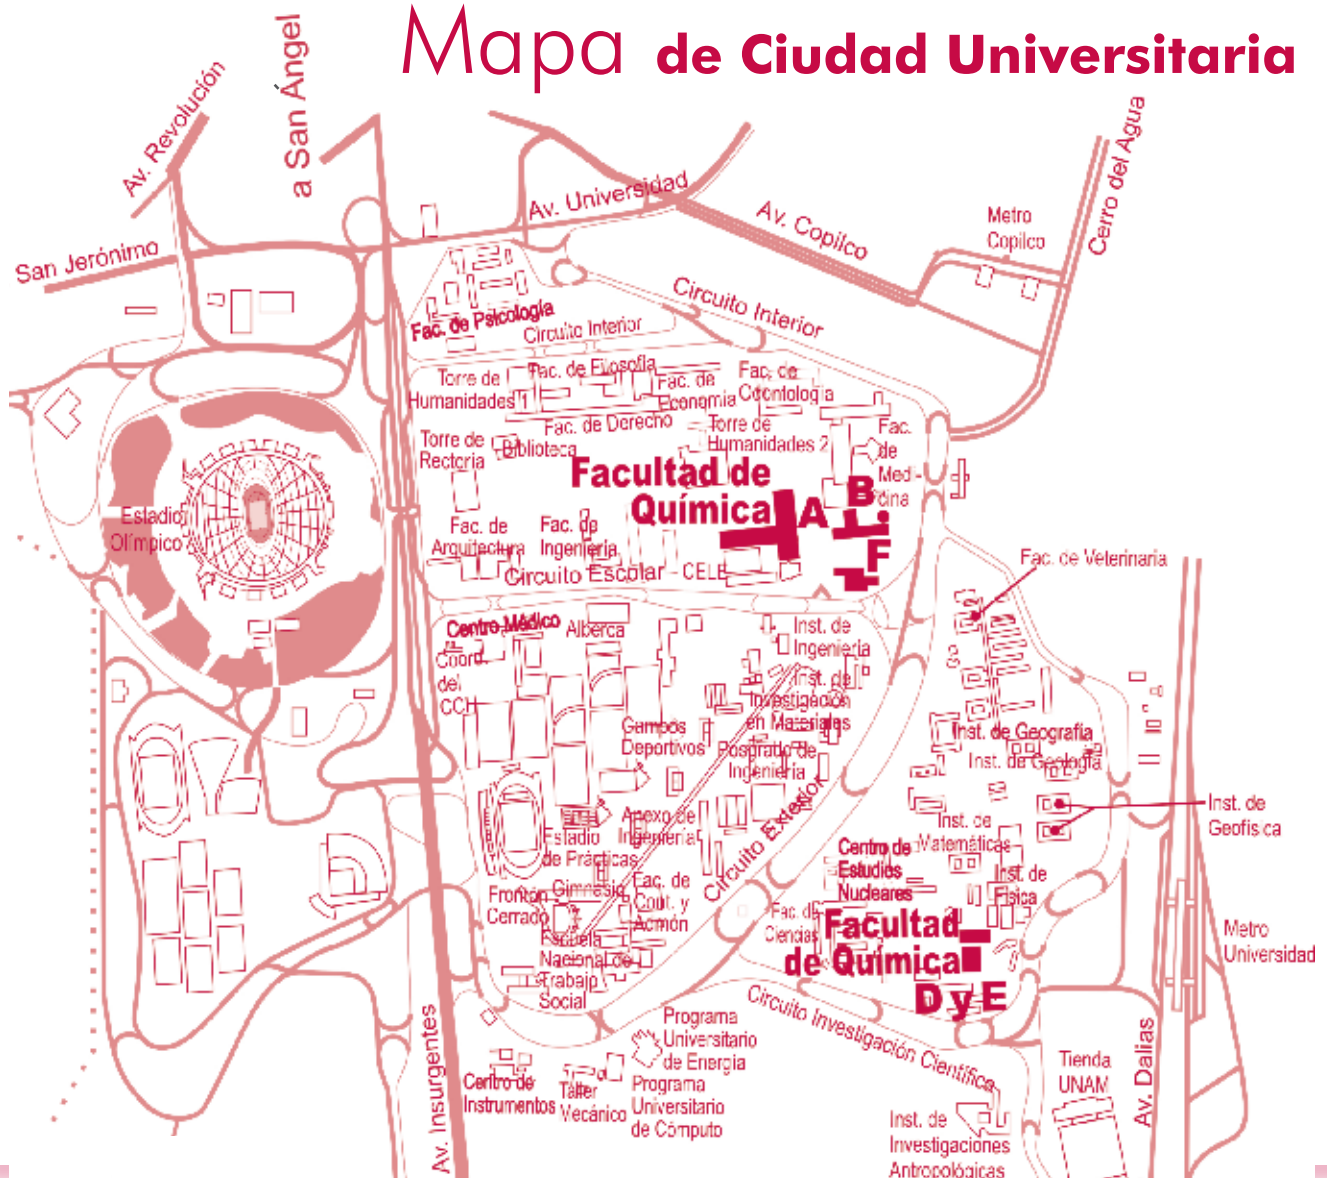 Mapa de Ciudad Universitaria
Av. Revolución
a San Ángel
Cerro del Agua
Av. Universidad
Av. Copilco
Metro
Copilco
San Jerónimo
Circuito Interior
Fac. de Psicología
Circuito Interior
Torre de
Humanidades 1
Fac. de Filosofía
Fac. de
Economía
Fac. de
Odontología
Fac. de Derecho
Torre de
Humanidades 2
Fac.
de
Medi-
cina
Torre de
Rectoría
Biblioteca
Facultad de
Química
A
B
F
Estadio
Olímpico
Fac. de
Arquitectura
Fac. de
Ingeniería
Circuito Escolar
CELE
Fac. de Veterinaria
Centro Médico
Alberca
Inst. de
Ingeniería
Coord.
del
CCH
Inst. de
Investigación
en Materiales
Campos
Deportivos
Posgrado de
Ingeniería
Inst. de Geografía
Inst. de Geología
Inst. de
Geofísica
Anexo de
Ingeniería
Estadio
de Prácticas
Circuito Exterior
Inst. de
Matemáticas
Centro de
Estudios
Nucleares
Inst. de
Física
Frontón
Cerrado
Gimnasio
Fac. de
Cont. y
Admón
Fac. de
Ciencias
Facultad
de Química
D y E
Escuela
Nacional de
Trabajo
Social
Metro
Universidad
Circuito Investigación Científica
Programa
Universitario
de Energía
Programa
Universitario
de Cómputo
Centro de
Instrumentos
Taller
Mecánico
Av. Insurgentes
Tienda
UNAM
Av. Dalias
Inst. de
Investigaciones
Antropológicas